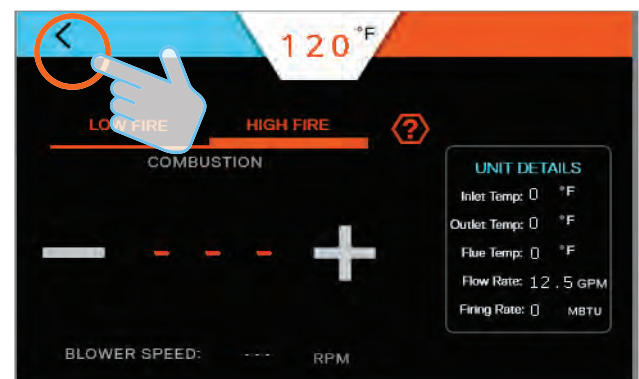 120°F
LOW FIRE HIGH FIRE ?
COMBUSTION
- - -
UNIT DETAILS
Inlet Temp: 0 °F
Outlet Temp: 0 °F
Flue Temp: 0 °F
Flow Rate: 12.5 GPM
Firing Rate: 0 MBTU
BLOWER SPEED: --- RPM